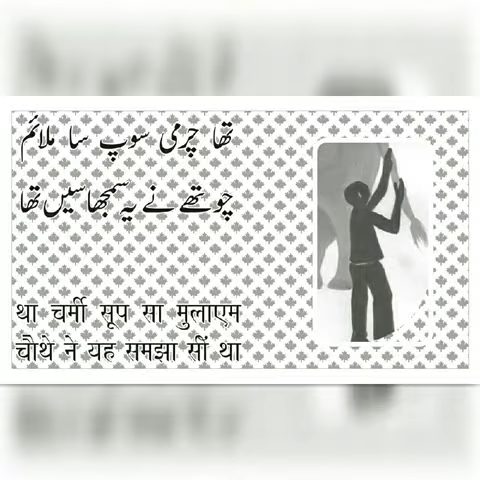 تھا چرمی سوپ سا ملائم
چوتھے نے یہ سمجھا سیں تھا
था चर्मी सूप सा मुलाएम
चौथे ने यह समझा सीं था